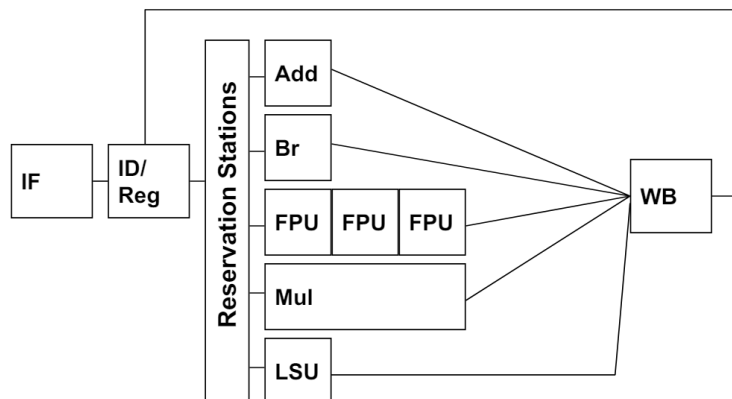 IF
ID/
Reg
Reservation Stations
Add
Br
FPU FPU FPU
Mul
LSU
WB